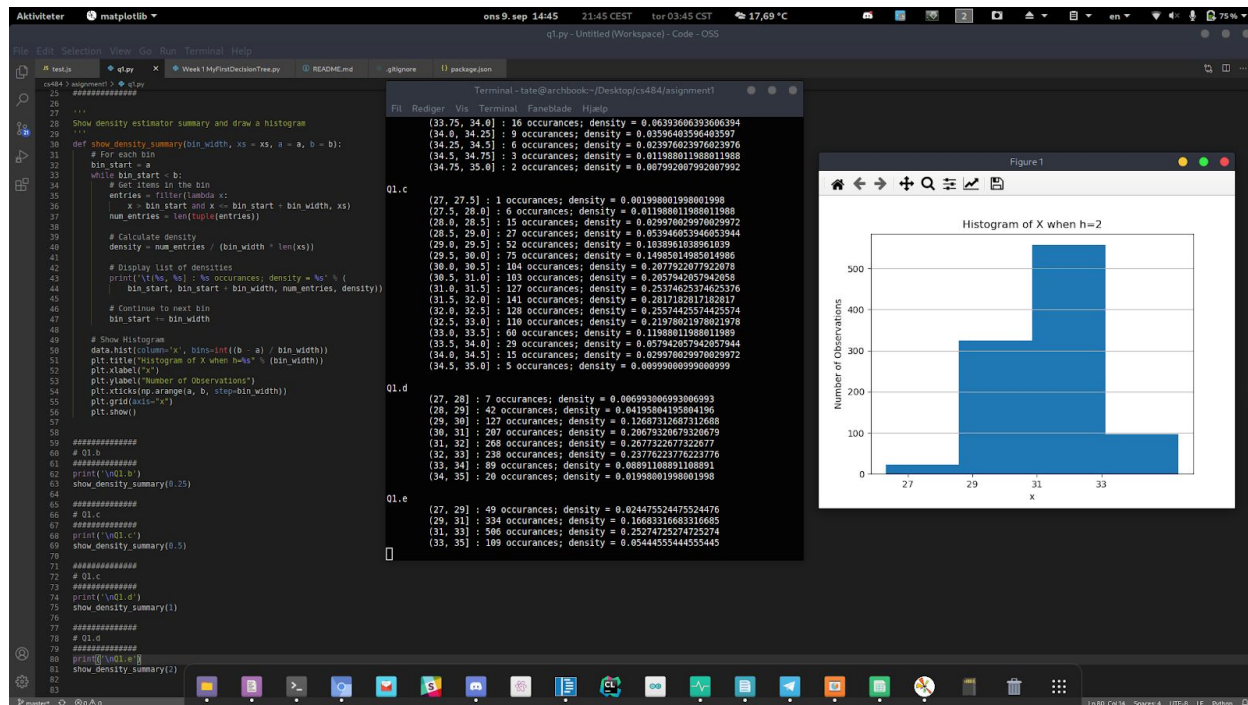 Aktiviteter matplotlib ons 9. sep 14:45 21:45 CEST tor 03:45 CST 17,69 °C 2 en 75 %
q1.py - Untitled (Workspace) - Code - OSS
File Edit Selection View Go Run Terminal Help
JS test.js q1.py × Week 1 MyFirstDecisionTree.py README.md .gitignore {} package.json
cs484 > asignment1 > q1.py
25 ##############
26
27 '''
28 Show density estimator summary and draw a histogram
29 '''
30 def show_density_summary(bin_width, xs = xs, a = a, b = b):
31 # For each bin
32 bin_start = a
33 while bin_start < b:
34 # Get items in the bin
35 entries = filter(lambda x:
36 x > bin_start and x <= bin_start + bin_width, xs)
37 num_entries = len(tuple(entries))
38
39 # Calculate density
40 density = num_entries / (bin_width * len(xs))
41
42 # Display list of densities
43 print('\t(%s, %s] : %s occurances; density = %s' % (
44 bin_start, bin_start + bin_width, num_entries, density))
45
46 # Continue to next bin
47 bin_start += bin_width
48
49 # Show Histogram
50 data.hist(column='x', bins=int((b - a) / bin_width))
51 plt.title("Histogram of X when h=%s" % (bin_width))
52 plt.xlabel("x")
53 plt.ylabel("Number of Observations")
54 plt.xticks(np.arange(a, b, step=bin_width))
55 plt.grid(axis="x")
56 plt.show()
57
58
59 ##############
60 # Q1.b
61 ##############
62 print('\nQ1.b')
63 show_density_summary(0.25)
64
65 ##############
66 # Q1.c
67 ##############
68 print('\nQ1.c')
69 show_density_summary(0.5)
70
71 ##############
72 # Q1.c
73 ##############
74 print('\nQ1.d')
75 show_density_summary(1)
76
77 ##############
78 # Q1.d
79 ##############
80 print('\nQ1.e')
81 show_density_summary(2)
82
83
master* 0 0 Ln 80, Col 14 Spaces: 4 UTF-8 LF Python
Terminal - tate@archbook:~/Desktop/cs484/asignment1
Fil Rediger Vis Terminal Faneblade Hjælp
(33.75, 34.0] : 16 occurances; density = 0.06393606393606394
(34.0, 34.25] : 9 occurances; density = 0.03596403596403597
(34.25, 34.5] : 6 occurances; density = 0.023976023976023976
(34.5, 34.75] : 3 occurances; density = 0.011988011988011988
(34.75, 35.0] : 2 occurances; density = 0.007992007992007992
Q1.c
(27, 27.5] : 1 occurances; density = 0.001998001998001998
(27.5, 28.0] : 6 occurances; density = 0.011988011988011988
(28.0, 28.5] : 15 occurances; density = 0.029970029970029972
(28.5, 29.0] : 27 occurances; density = 0.053946053946053944
(29.0, 29.5] : 52 occurances; density = 0.1038961038961039
(29.5, 30.0] : 75 occurances; density = 0.14985014985014986
(30.0, 30.5] : 104 occurances; density = 0.2077922077922078
(30.5, 31.0] : 103 occurances; density = 0.2057942057942058
(31.0, 31.5] : 127 occurances; density = 0.25374625374625376
(31.5, 32.0] : 141 occurances; density = 0.2817182817182817
(32.0, 32.5] : 128 occurances; density = 0.25574425574425574
(32.5, 33.0] : 110 occurances; density = 0.21978021978021978
(33.0, 33.5] : 60 occurances; density = 0.11988011988011989
(33.5, 34.0] : 29 occurances; density = 0.057942057942057944
(34.0, 34.5] : 15 occurances; density = 0.029970029970029972
(34.5, 35.0] : 5 occurances; density = 0.00999000999000999
Q1.d
(27, 28] : 7 occurances; density = 0.006993006993006993
(28, 29] : 42 occurances; density = 0.04195804195804196
(29, 30] : 127 occurances; density = 0.12687312687312688
(30, 31] : 207 occurances; density = 0.20679320679320679
(31, 32] : 268 occurances; density = 0.2677322677322677
(32, 33] : 238 occurances; density = 0.23776223776223776
(33, 34] : 89 occurances; density = 0.08891108891108891
(34, 35] : 20 occurances; density = 0.01998001998001998
Q1.e
(27, 29] : 49 occurances; density = 0.024475524475524476
(29, 31] : 334 occurances; density = 0.16683316683316685
(31, 33] : 506 occurances; density = 0.25274725274725274
(33, 35] : 109 occurances; density = 0.05444555444555445
Figure 1
Histogram of X when h=2
Number of Observations
500
400
300
200
100
0
27 29 31 33
x